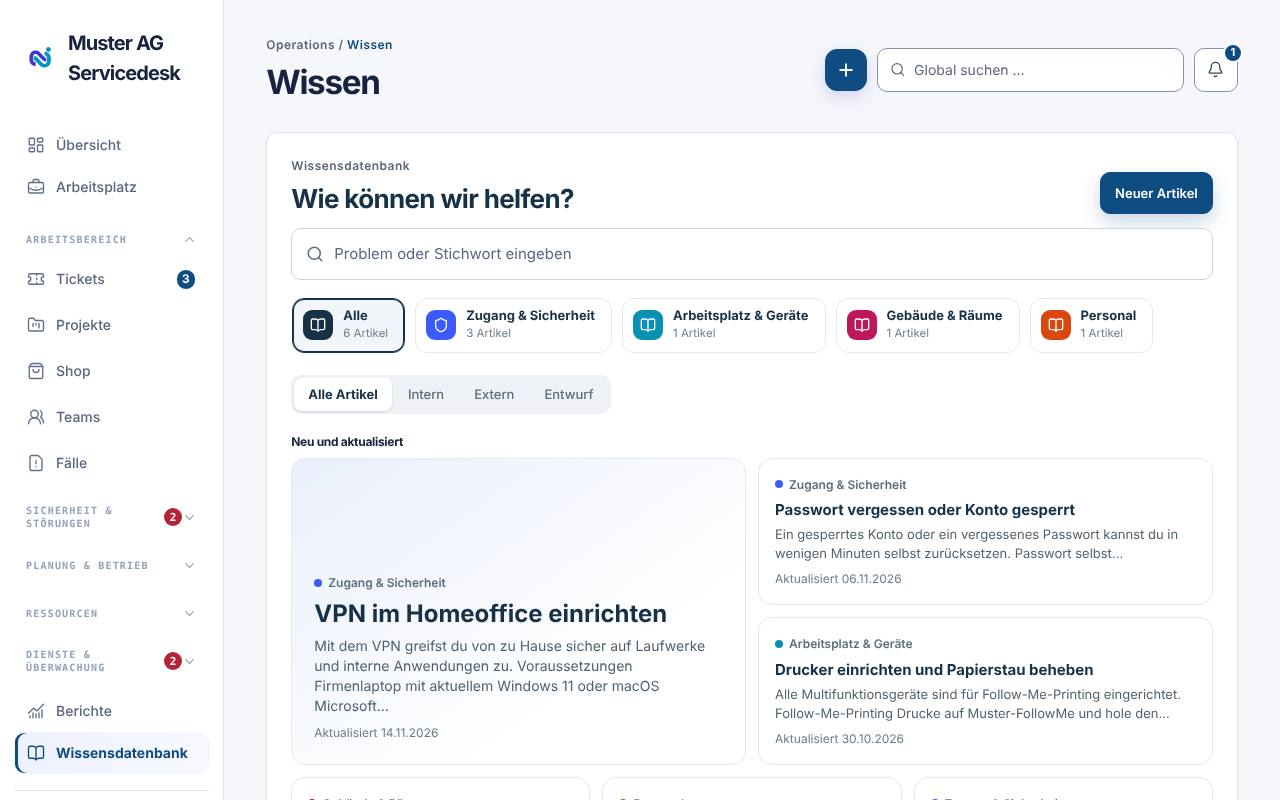 Muster AG
Servicedesk
Übersicht
Arbeitsplatz
ARBEITSBEREICH
Tickets
3
Projekte
Shop
Teams
Fälle
SICHERHEIT &
STÖRUNGEN
2
PLANUNG & BETRIEB
RESSOURCEN
DIENSTE &
ÜBERWACHUNG
2
Berichte
Wissensdatenbank
Operations / Wissen
Wissen
Global suchen ...
1
Wissensdatenbank
Wie können wir helfen?
Neuer Artikel
Problem oder Stichwort eingeben
Alle
6 Artikel
Zugang & Sicherheit
3 Artikel
Arbeitsplatz & Geräte
1 Artikel
Gebäude & Räume
1 Artikel
Personal
1 Artikel
Alle Artikel
Intern
Extern
Entwurf
Neu und aktualisiert
Zugang & Sicherheit
VPN im Homeoffice einrichten
Mit dem VPN greifst du von zu Hause sicher auf Laufwerke
und interne Anwendungen zu. Voraussetzungen
Firmenlaptop mit aktuellem Windows 11 oder macOS
Microsoft...
Aktualisiert 14.11.2026
Zugang & Sicherheit
Passwort vergessen oder Konto gesperrt
Ein gesperrtes Konto oder ein vergessenes Passwort kannst du in
wenigen Minuten selbst zurücksetzen. Passwort selbst...
Aktualisiert 06.11.2026
Arbeitsplatz & Geräte
Drucker einrichten und Papierstau beheben
Alle Multifunktionsgeräte sind für Follow-Me-Printing eingerichtet.
Follow-Me-Printing Drucke auf Muster-FollowMe und hole den...
Aktualisiert 30.10.2026